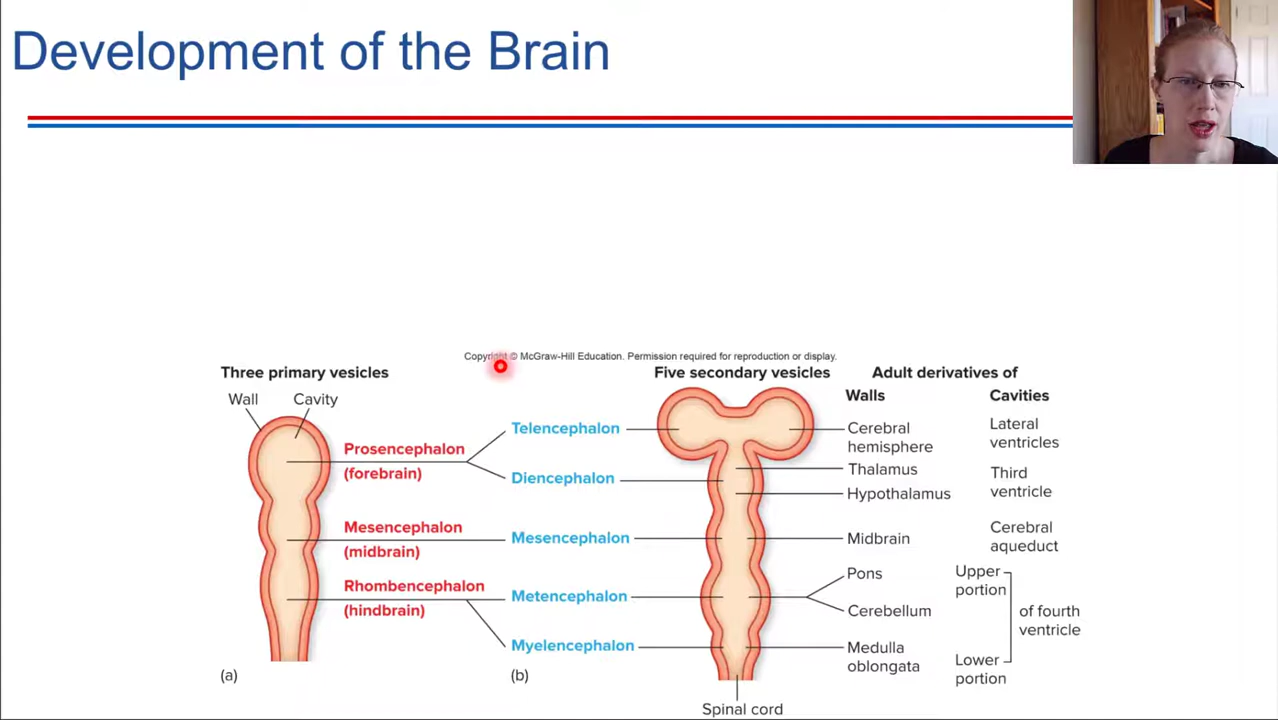 Development of the Brain
Copyright © McGraw-Hill Education. Permission required for reproduction or display.
Three primary vesicles
Five secondary vesicles
Adult derivatives of
Walls
Cavities
Wall
Cavity
Prosencephalon
(forebrain)
Mesencephalon
(midbrain)
Rhombencephalon
(hindbrain)
(a)
Telencephalon
Diencephalon
Mesencephalon
Metencephalon
Myelencephalon
(b)
Spinal cord
Cerebral
hemisphere
Thalamus
Hypothalamus
Midbrain
Pons
Cerebellum
Medulla
oblongata
Lateral
ventricles
Third
ventricle
Cerebral
aqueduct
Upper
portion
of fourth
ventricle
Lower
portion